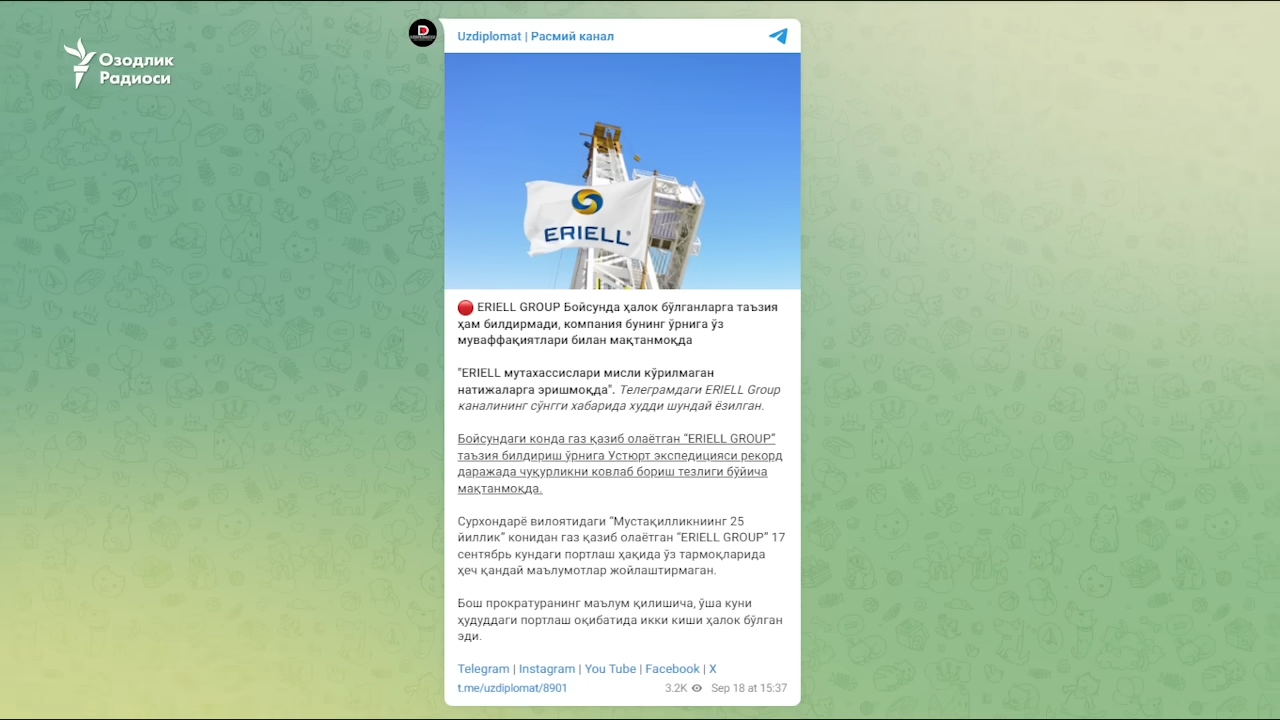 Озодлик
Радиоси
Uzdiplomat | Расмий канал
ERIELL
🔴 ERIELL GROUP Бойсунда ҳалок бўлганларга таъзия
ҳам билдирмади, компания бунинг ўрнига ўз
муваффақиятлари билан мақтанмоқда
"ERIELL мутахассислари мисли кўрилмаган
натижаларга эришмоқда". Телеграмдаги ERIELL Group
каналининг сўнгги хабарида худди шундай ёзилган.
Бойсундаги конда газ қазиб олаётган “ERIELL GROUP”
таъзия билдириш ўрнига Устюрт экспедицияси рекорд
даражада чуқурликни ковлаб бориш тезлиги бўйича
мақтанмоқда.
Сурхондарё вилоятидаги “Мустақилликниинг 25
йиллик” конидан газ қазиб олаётган “ERIELL GROUP” 17
сентябрь кундаги портлаш ҳақида ўз тармоқларида
ҳеч қандай маълумотлар жойлаштирмаган.
Бош прократуранинг маълум қилишича, ўша куни
ҳудуддаги портлаш оқибатида икки киши ҳалок бўлган
эди.
Telegram | Instagram | You Tube | Facebook | X
t.me/uzdiplomat/8901 3.2K Sep 18 at 15:37